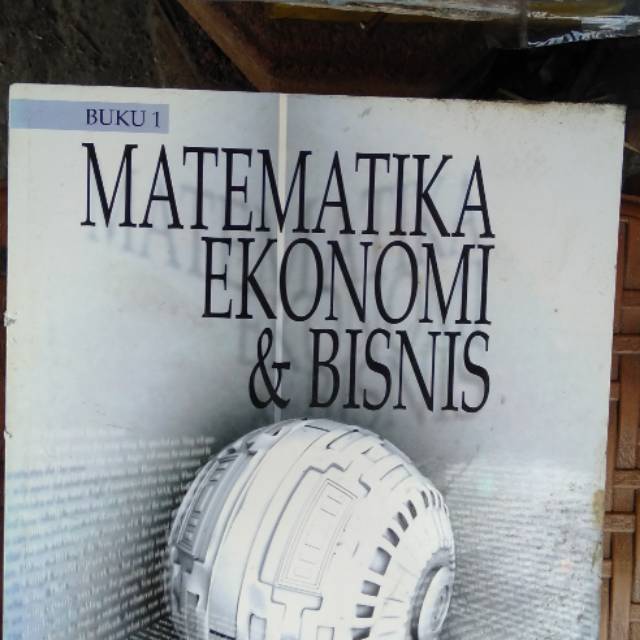 BUKU 1
MATEMATIKA
EKONOMI
& BISNIS